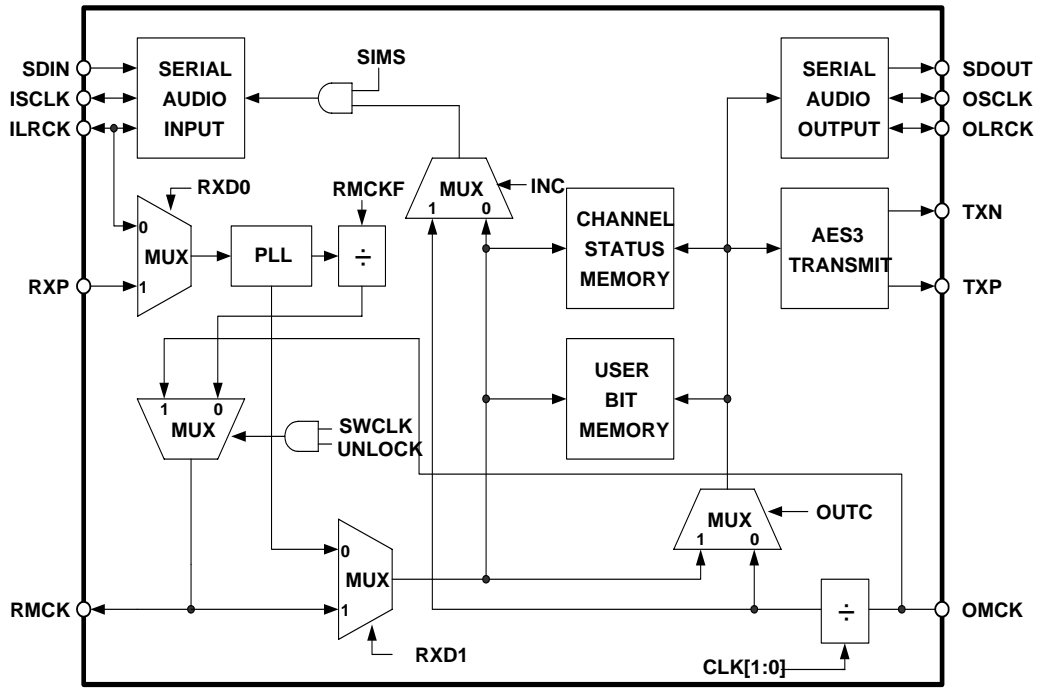 SIMS
SDIN
SERIAL
SERIAL
SDOUT
ISCLK
AUDIO
AUDIO
OSCLK
ILRCK
INPUT
OUTPUT
OLRCK
RXD0
RMCKF
MUX
1 0
INC
CHANNEL
STATUS
MEMORY
AES3
TRANSMIT
TXN
TXP
0
MUX
1
PLL
÷
RXP
USER
BIT
MEMORY
1 0
MUX
SWCLK
UNLOCK
MUX
1 0
OUTC
0
MUX
1
RMCK
÷
OMCK
RXD1
CLK[1:0]